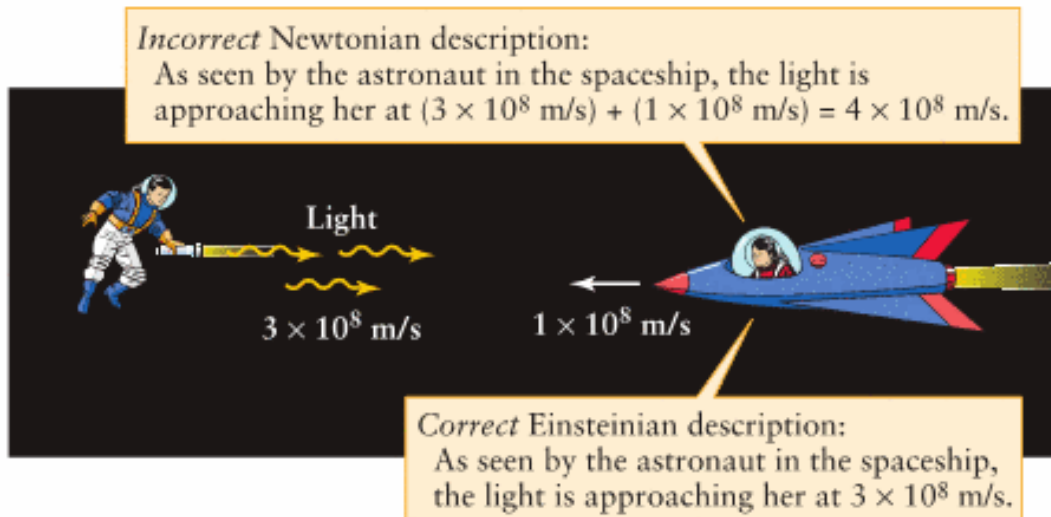 Incorrect Newtonian description:
As seen by the astronaut in the spaceship, the light is
approaching her at (3 × 10⁸ m/s) + (1 × 10⁸ m/s) = 4 × 10⁸ m/s.
Light
3 × 10⁸ m/s
1 × 10⁸ m/s
Correct Einsteinian description:
As seen by the astronaut in the spaceship,
the light is approaching her at 3 × 10⁸ m/s.